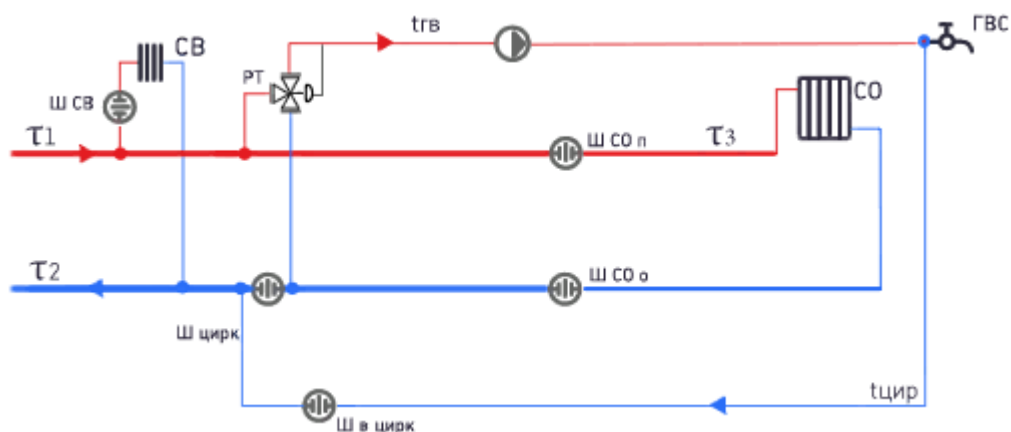 tгв
ГВС
СВ
РТ
Ш СВ
СО
τ1
Ш СО п
τ3
τ2
Ш СО о
Ш цирк
tцир
Ш в цирк